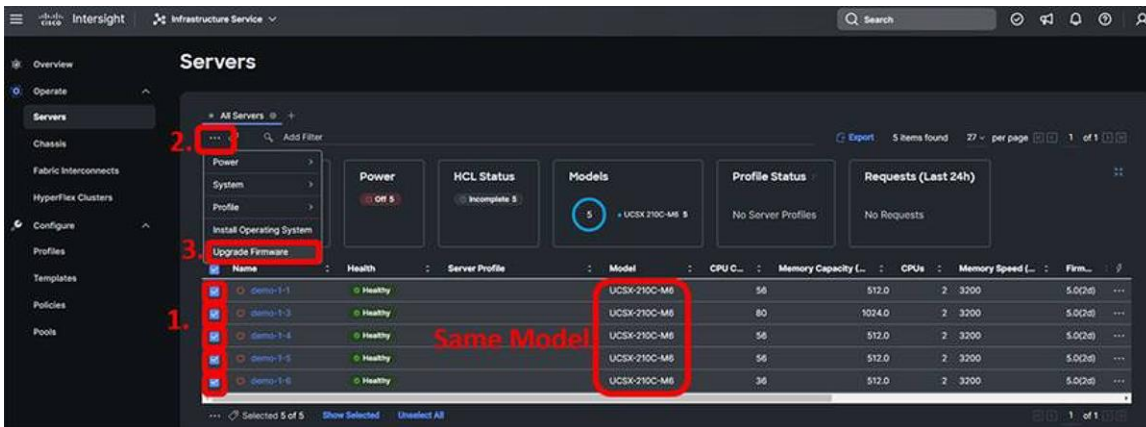 cisco Intersight
Infrastructure Service
Search
Overview
Operate
Servers
Chassis
Fabric Interconnects
HyperFlex Clusters
Configure
Profiles
Templates
Policies
Pools
Servers
All Servers +
2. ... Add Filter
Export 5 items found 27 per page 1 of 1
Power
System
Profile
Install Operating System
3. Upgrade Firmware
Power
Off 5
HCL Status
Incomplete 5
Models
5 UCSX 210C-M6 5
Profile Status
No Server Profiles
Requests (Last 24h)
No Requests
Name Health Server Profile Model CPU C... Memory Capacity (... CPUs Memory Speed (... Firm...
demo-1-1 Healthy UCSX-210C-M6 56 512.0 2 3200 5.0(2d) ...
demo-1-3 Healthy UCSX-210C-M6 80 1024.0 2 3200 5.0(2d) ...
1. demo-1-4 Healthy Same Model UCSX-210C-M6 56 512.0 2 3200 5.0(2d) ...
demo-1-5 Healthy UCSX-210C-M6 56 512.0 2 3200 5.0(2d) ...
demo-1-6 Healthy UCSX-210C-M6 36 512.0 2 3200 5.0(2d) ...
... Selected 5 of 5 Show Selected Unselect All 1 of 1